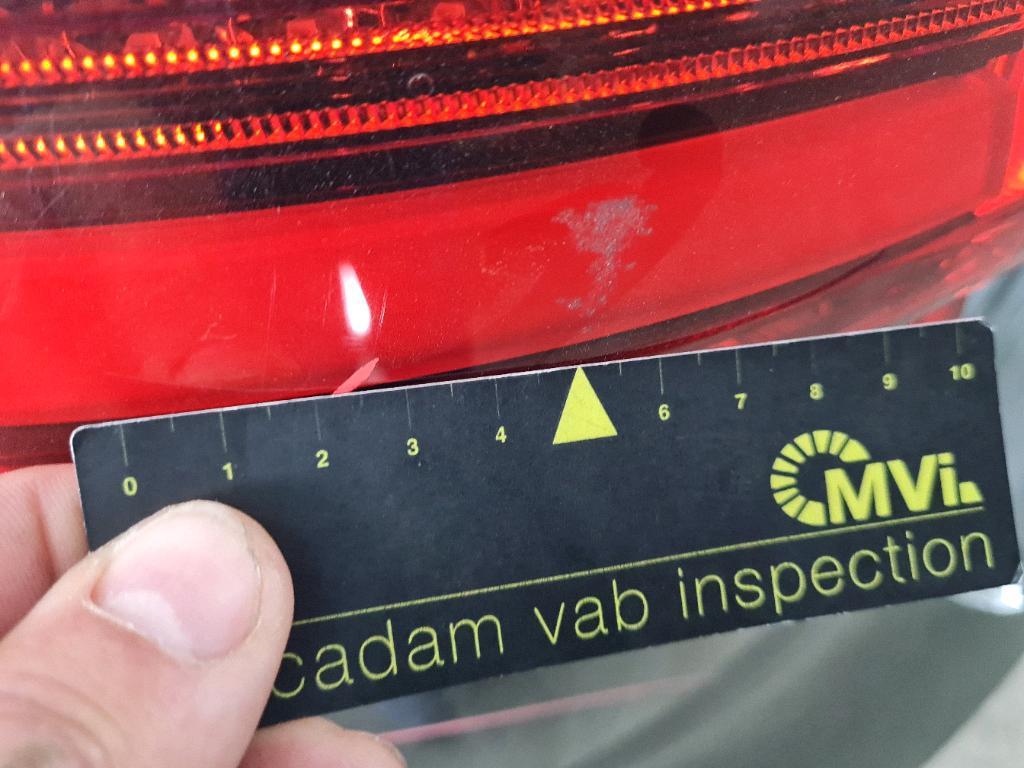 0 1 2 3 4 6 7 8 9 10
MVi
cadam vab inspection